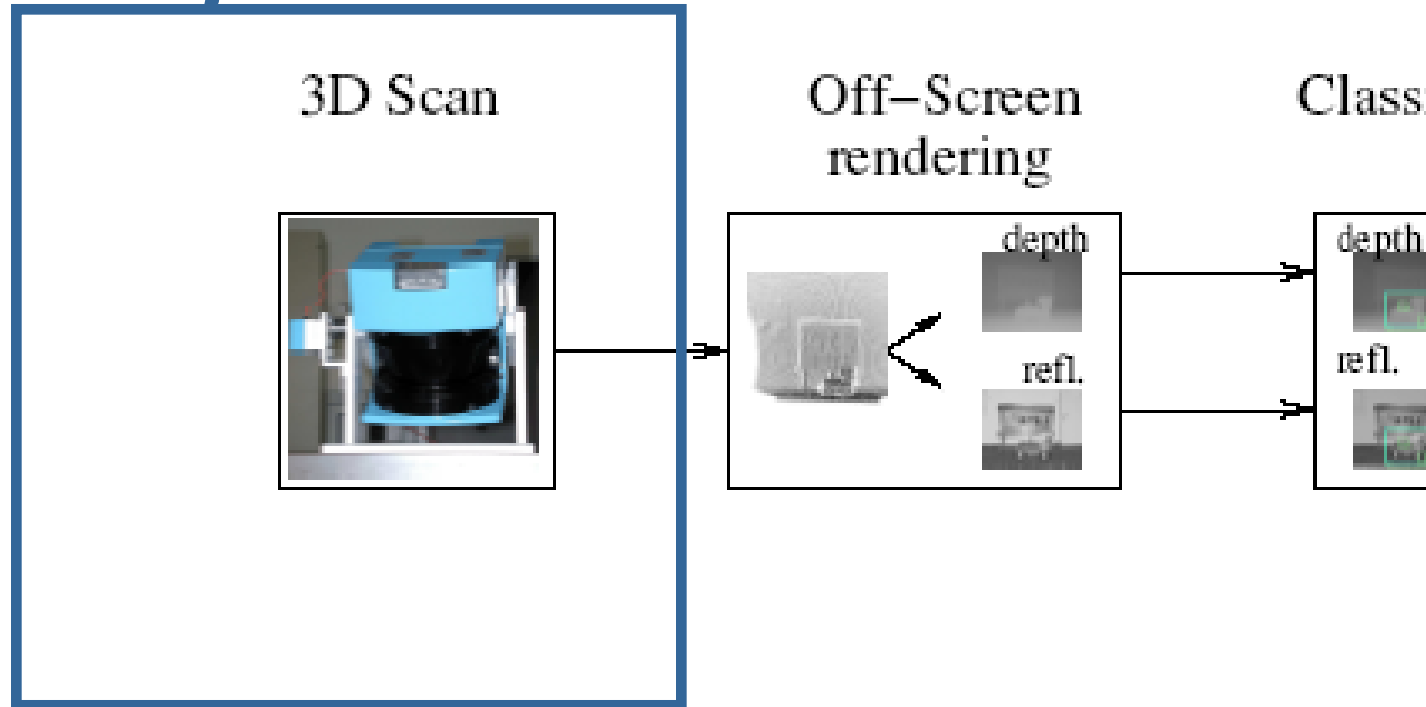 3D Scan
Off–Screen
rendering
depth
refl.
depth
refl.